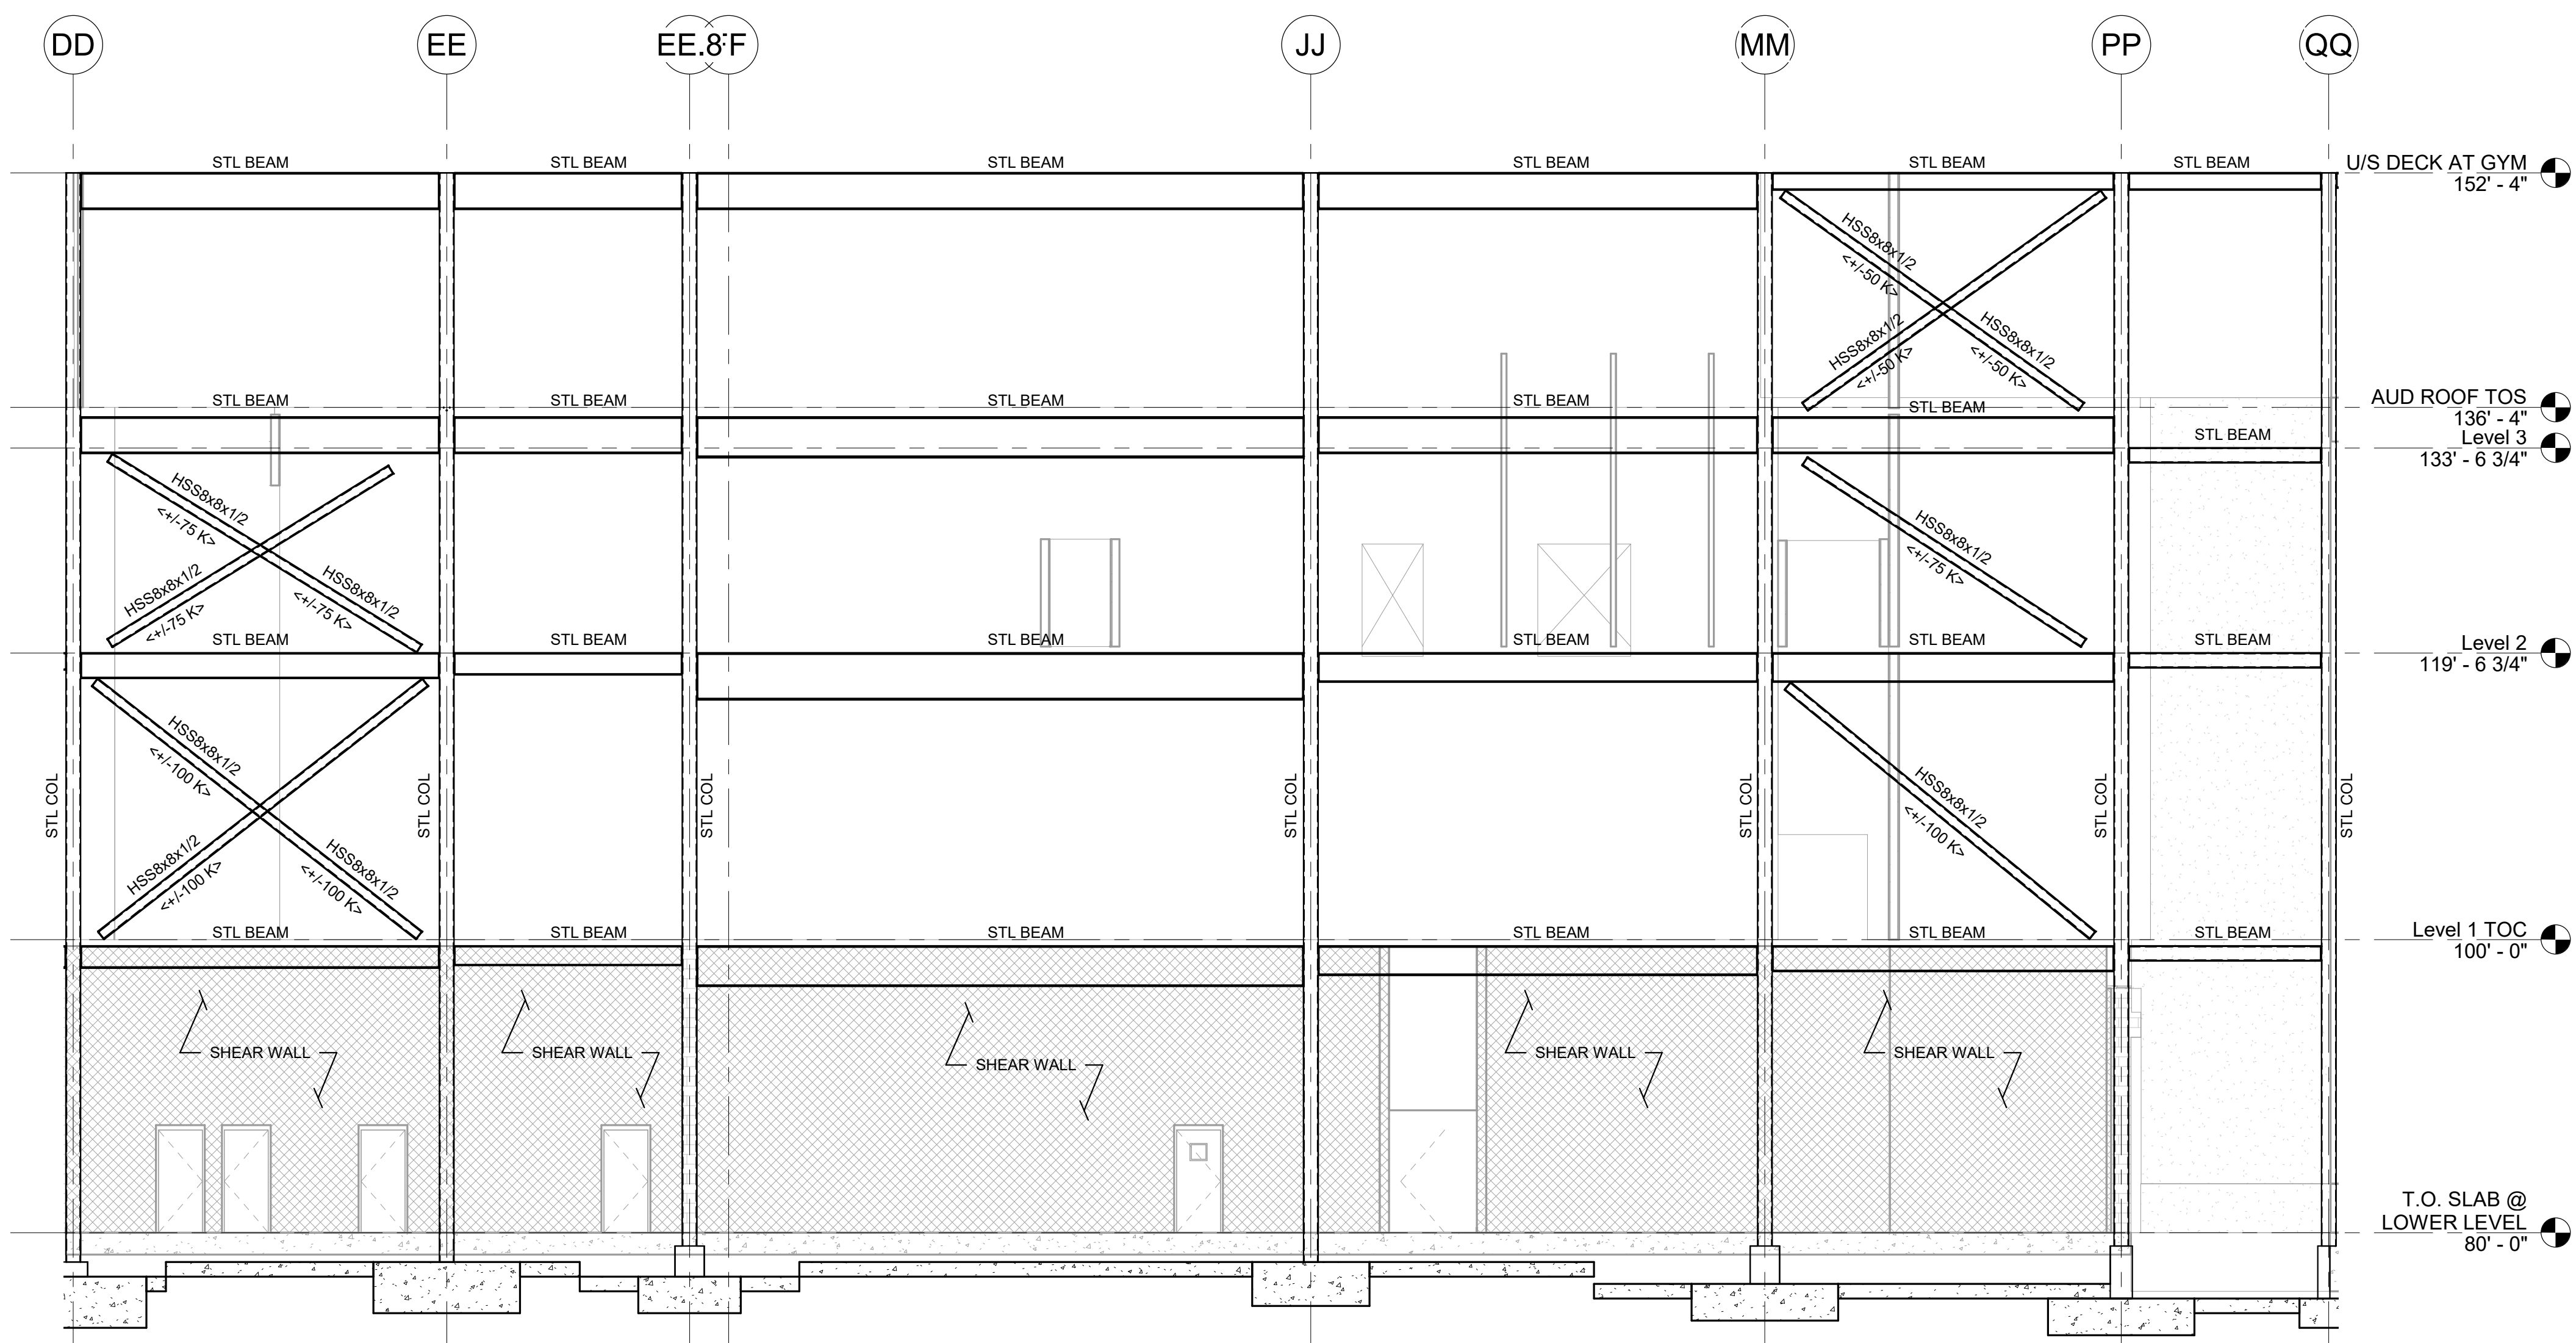 DD
EE
EE.8
FF
JJ
MM
PP
QQ
STL BEAM
STL BEAM
STL BEAM
STL BEAM
STL BEAM
STL BEAM
U/S DECK AT GYM
152' - 4"
HSS8x8x1/2
<+/-50 K>
HSS8x8x1/2
<+/-50 K>
HSS8x8x1/2
<+/-50 K>
STL BEAM
STL BEAM
STL BEAM
STL BEAM
STL BEAM
AUD ROOF TOS
136' - 4"
STL BEAM
Level 3
133' - 6 3/4"
HSS8x8x1/2
<+/-75 K>
HSS8x8x1/2
<+/-75 K>
HSS8x8x1/2
<+/-75 K>
HSS8x8x1/2
<+/-75 K>
STL BEAM
STL BEAM
STL BEAM
STL BEAM
STL BEAM
STL BEAM
Level 2
119' - 6 3/4"
HSS8x8x1/2
<+/-100 K>
HSS8x8x1/2
<+/-100 K>
HSS8x8x1/2
<+/-100 K>
HSS8x8x1/2
<+/-100 K>
STL COL
STL COL
STL COL
STL COL
STL COL
STL COL
STL COL
STL BEAM
STL BEAM
STL BEAM
STL BEAM
STL BEAM
STL BEAM
Level 1 TOC
100' - 0"
SHEAR WALL
SHEAR WALL
SHEAR WALL
SHEAR WALL
SHEAR WALL
T.O. SLAB @
LOWER LEVEL
80' - 0"